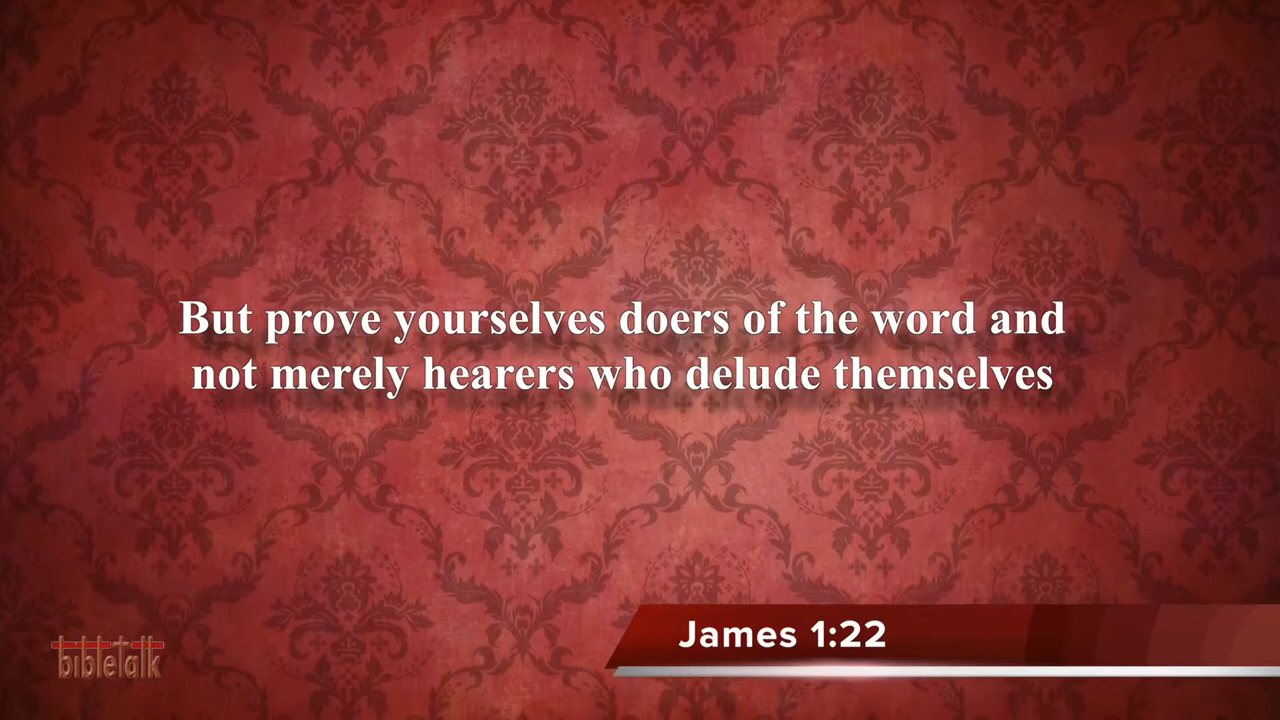 But prove yourselves doers of the word and
not merely hearers who delude themselves
James 1:22
bibletalk